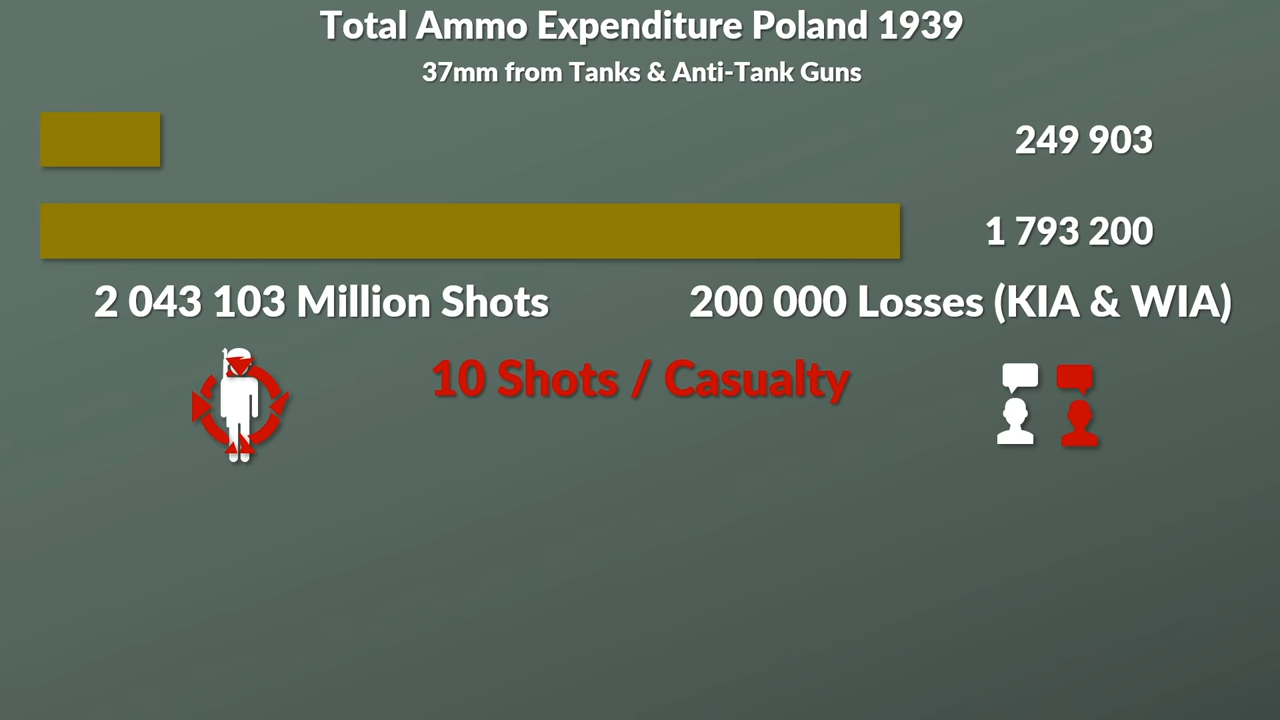 Total Ammo Expenditure Poland 1939
37mm from Tanks & Anti-Tank Guns
249 903
1 793 200
2 043 103 Million Shots
200 000 Losses (KIA & WIA)
10 Shots / Casualty